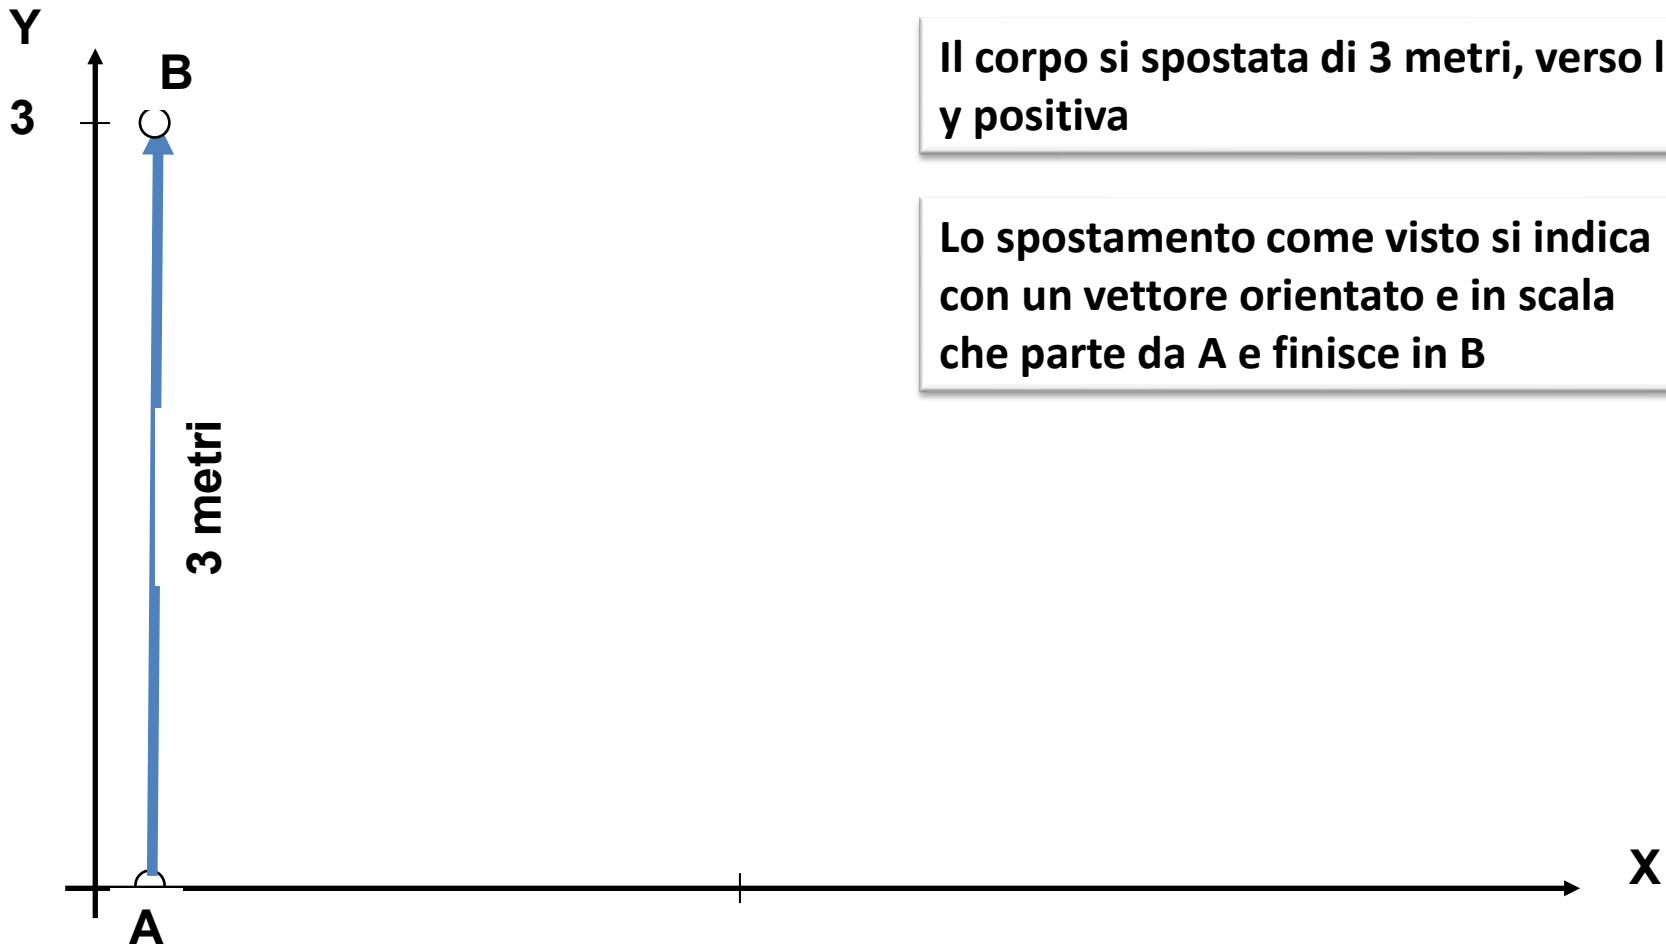 Y
B
3
Il corpo si spostata di 3 metri, verso l
y positiva
Lo spostamento come visto si indica
con un vettore orientato e in scala
che parte da A e finisce in B
3 metri
X
A